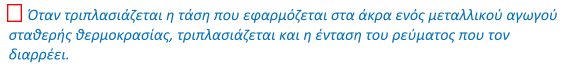 Όταν τριπλασιάζεται η τάση που εφαρμόζεται στα άκρα ενός μεταλλικού αγωγού
σταθερής θερμοκρασίας, τριπλασιάζεται και η ένταση του ρεύματος που τον
διαρρέει.